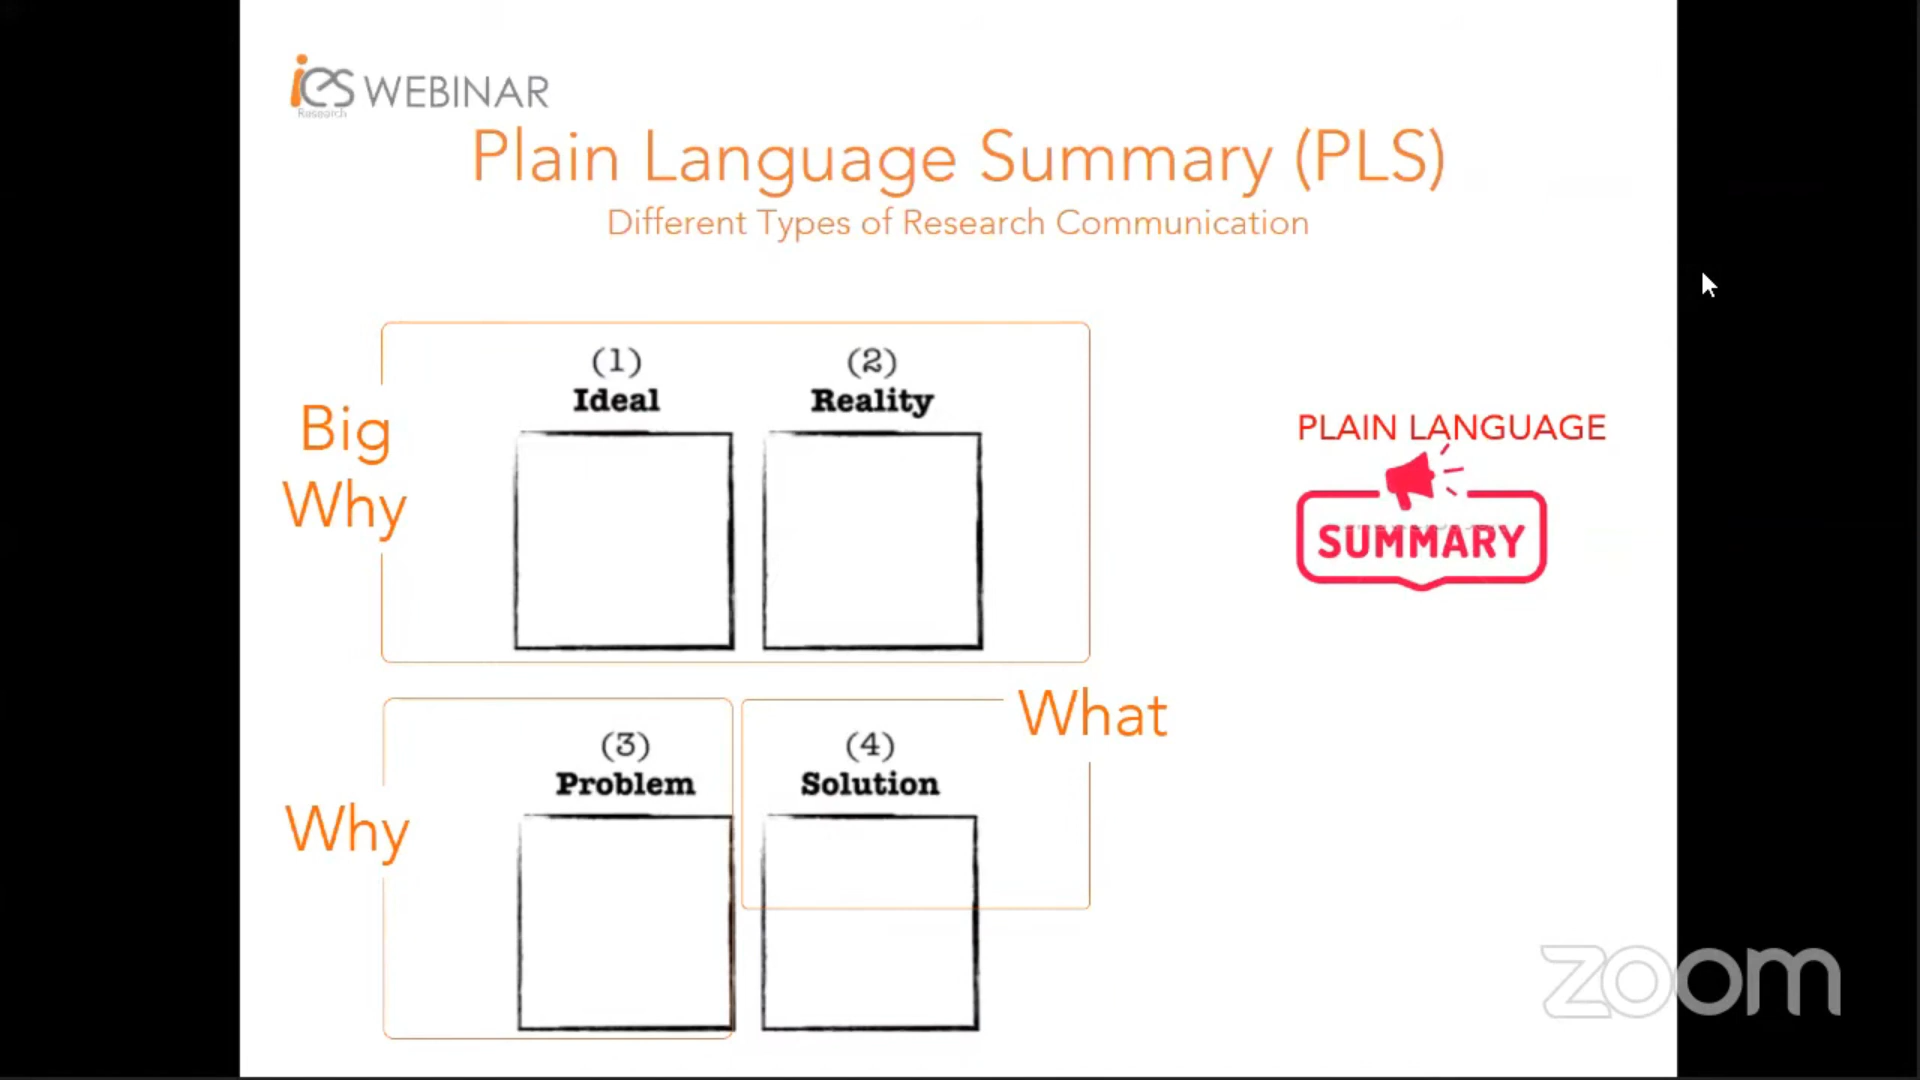 ies WEBINAR
Research
Plain Language Summary (PLS)
Different Types of Research Communication
(1)
Ideal
(2)
Reality
Big
Why
PLAIN LANGUAGE
SUMMARY
What
(3)
Problem
(4)
Solution
Why
zoom